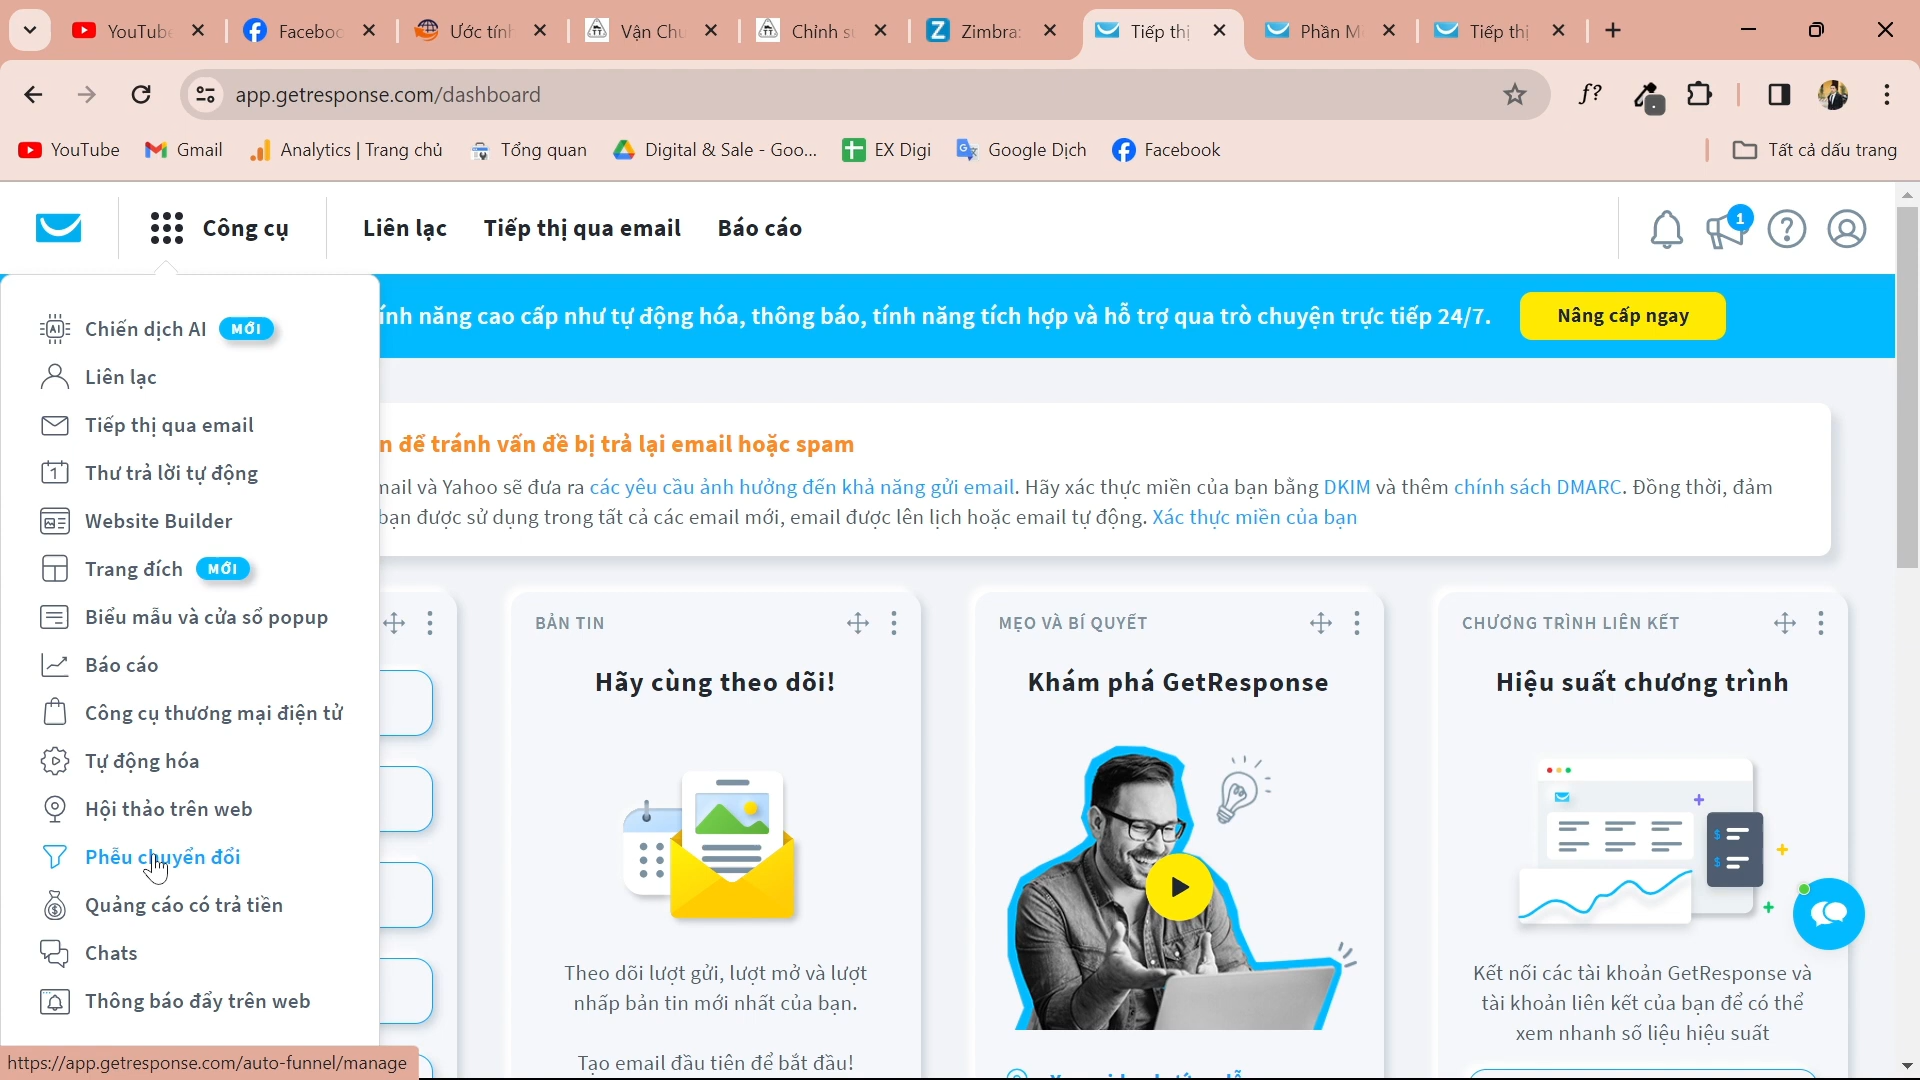 YouTube
Facebo
Ước tín
Vận Ch
Chỉnh s
Zimbra:
Tiếp thị
Phần M
Tiếp thị
app.getresponse.com/dashboard
f?
YouTube
Gmail
Analytics | Trang chủ
Tổng quan
Digital & Sale - Goo...
EX Digi
Google Dịch
Facebook
Tất cả dấu trang
Công cụ
Liên lạc
Tiếp thị qua email
Báo cáo
1
ính năng cao cấp như tự động hóa, thông báo, tính năng tích hợp và hỗ trợ qua trò chuyện trực tiếp 24/7.
Nâng cấp ngay
Chiến dịch AI MỚI
Liên lạc
Tiếp thị qua email
Thư trả lời tự động
Website Builder
Trang đích MỚI
Biểu mẫu và cửa sổ popup
Báo cáo
Công cụ thương mại điện tử
Tự động hóa
Hội thảo trên web
Phễu chuyển đổi
Quảng cáo có trả tiền
Chats
Thông báo đẩy trên web
https://app.getresponse.com/auto-funnel/manage
n để tránh vấn đề bị trả lại email hoặc spam
mail và Yahoo sẽ đưa ra các yêu cầu ảnh hưởng đến khả năng gửi email. Hãy xác thực miền của bạn bằng DKIM và thêm chính sách DMARC. Đồng thời, đảm
bạn được sử dụng trong tất cả các email mới, email được lên lịch hoặc email tự động. Xác thực miền của bạn
BẢN TIN
Hãy cùng theo dõi!
Theo dõi lượt gửi, lượt mở và lượt
nhấp bản tin mới nhất của bạn.
Tạo email đầu tiên để bắt đầu!
MẸO VÀ BÍ QUYẾT
Khám phá GetResponse
CHƯƠNG TRÌNH LIÊN KẾT
Hiệu suất chương trình
Kết nối các tài khoản GetResponse và
tài khoản liên kết của bạn để có thể
xem nhanh số liệu hiệu suất